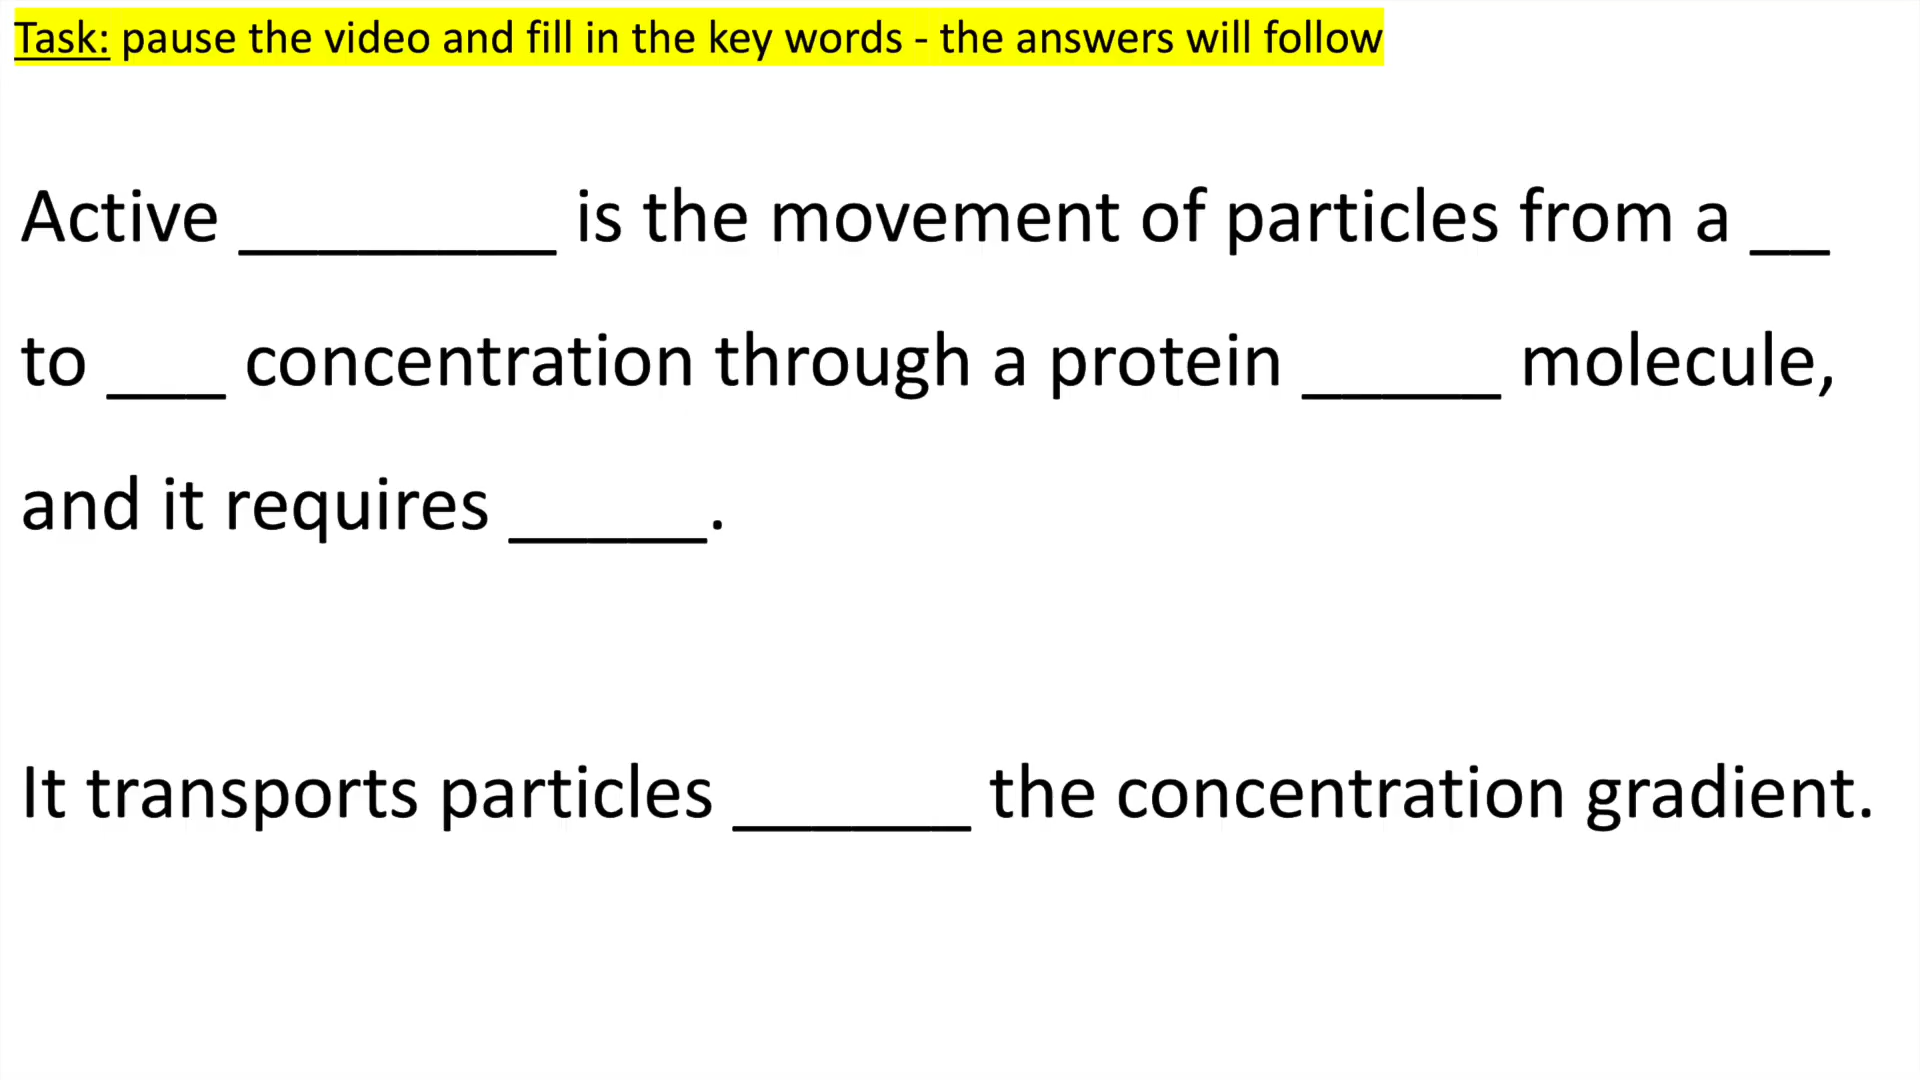 Task: pause the video and fill in the key words - the answers will follow
Active ________ is the movement of particles from a __
to ___ concentration through a protein _____ molecule,
and it requires _____.
It transports particles ______ the concentration gradient.